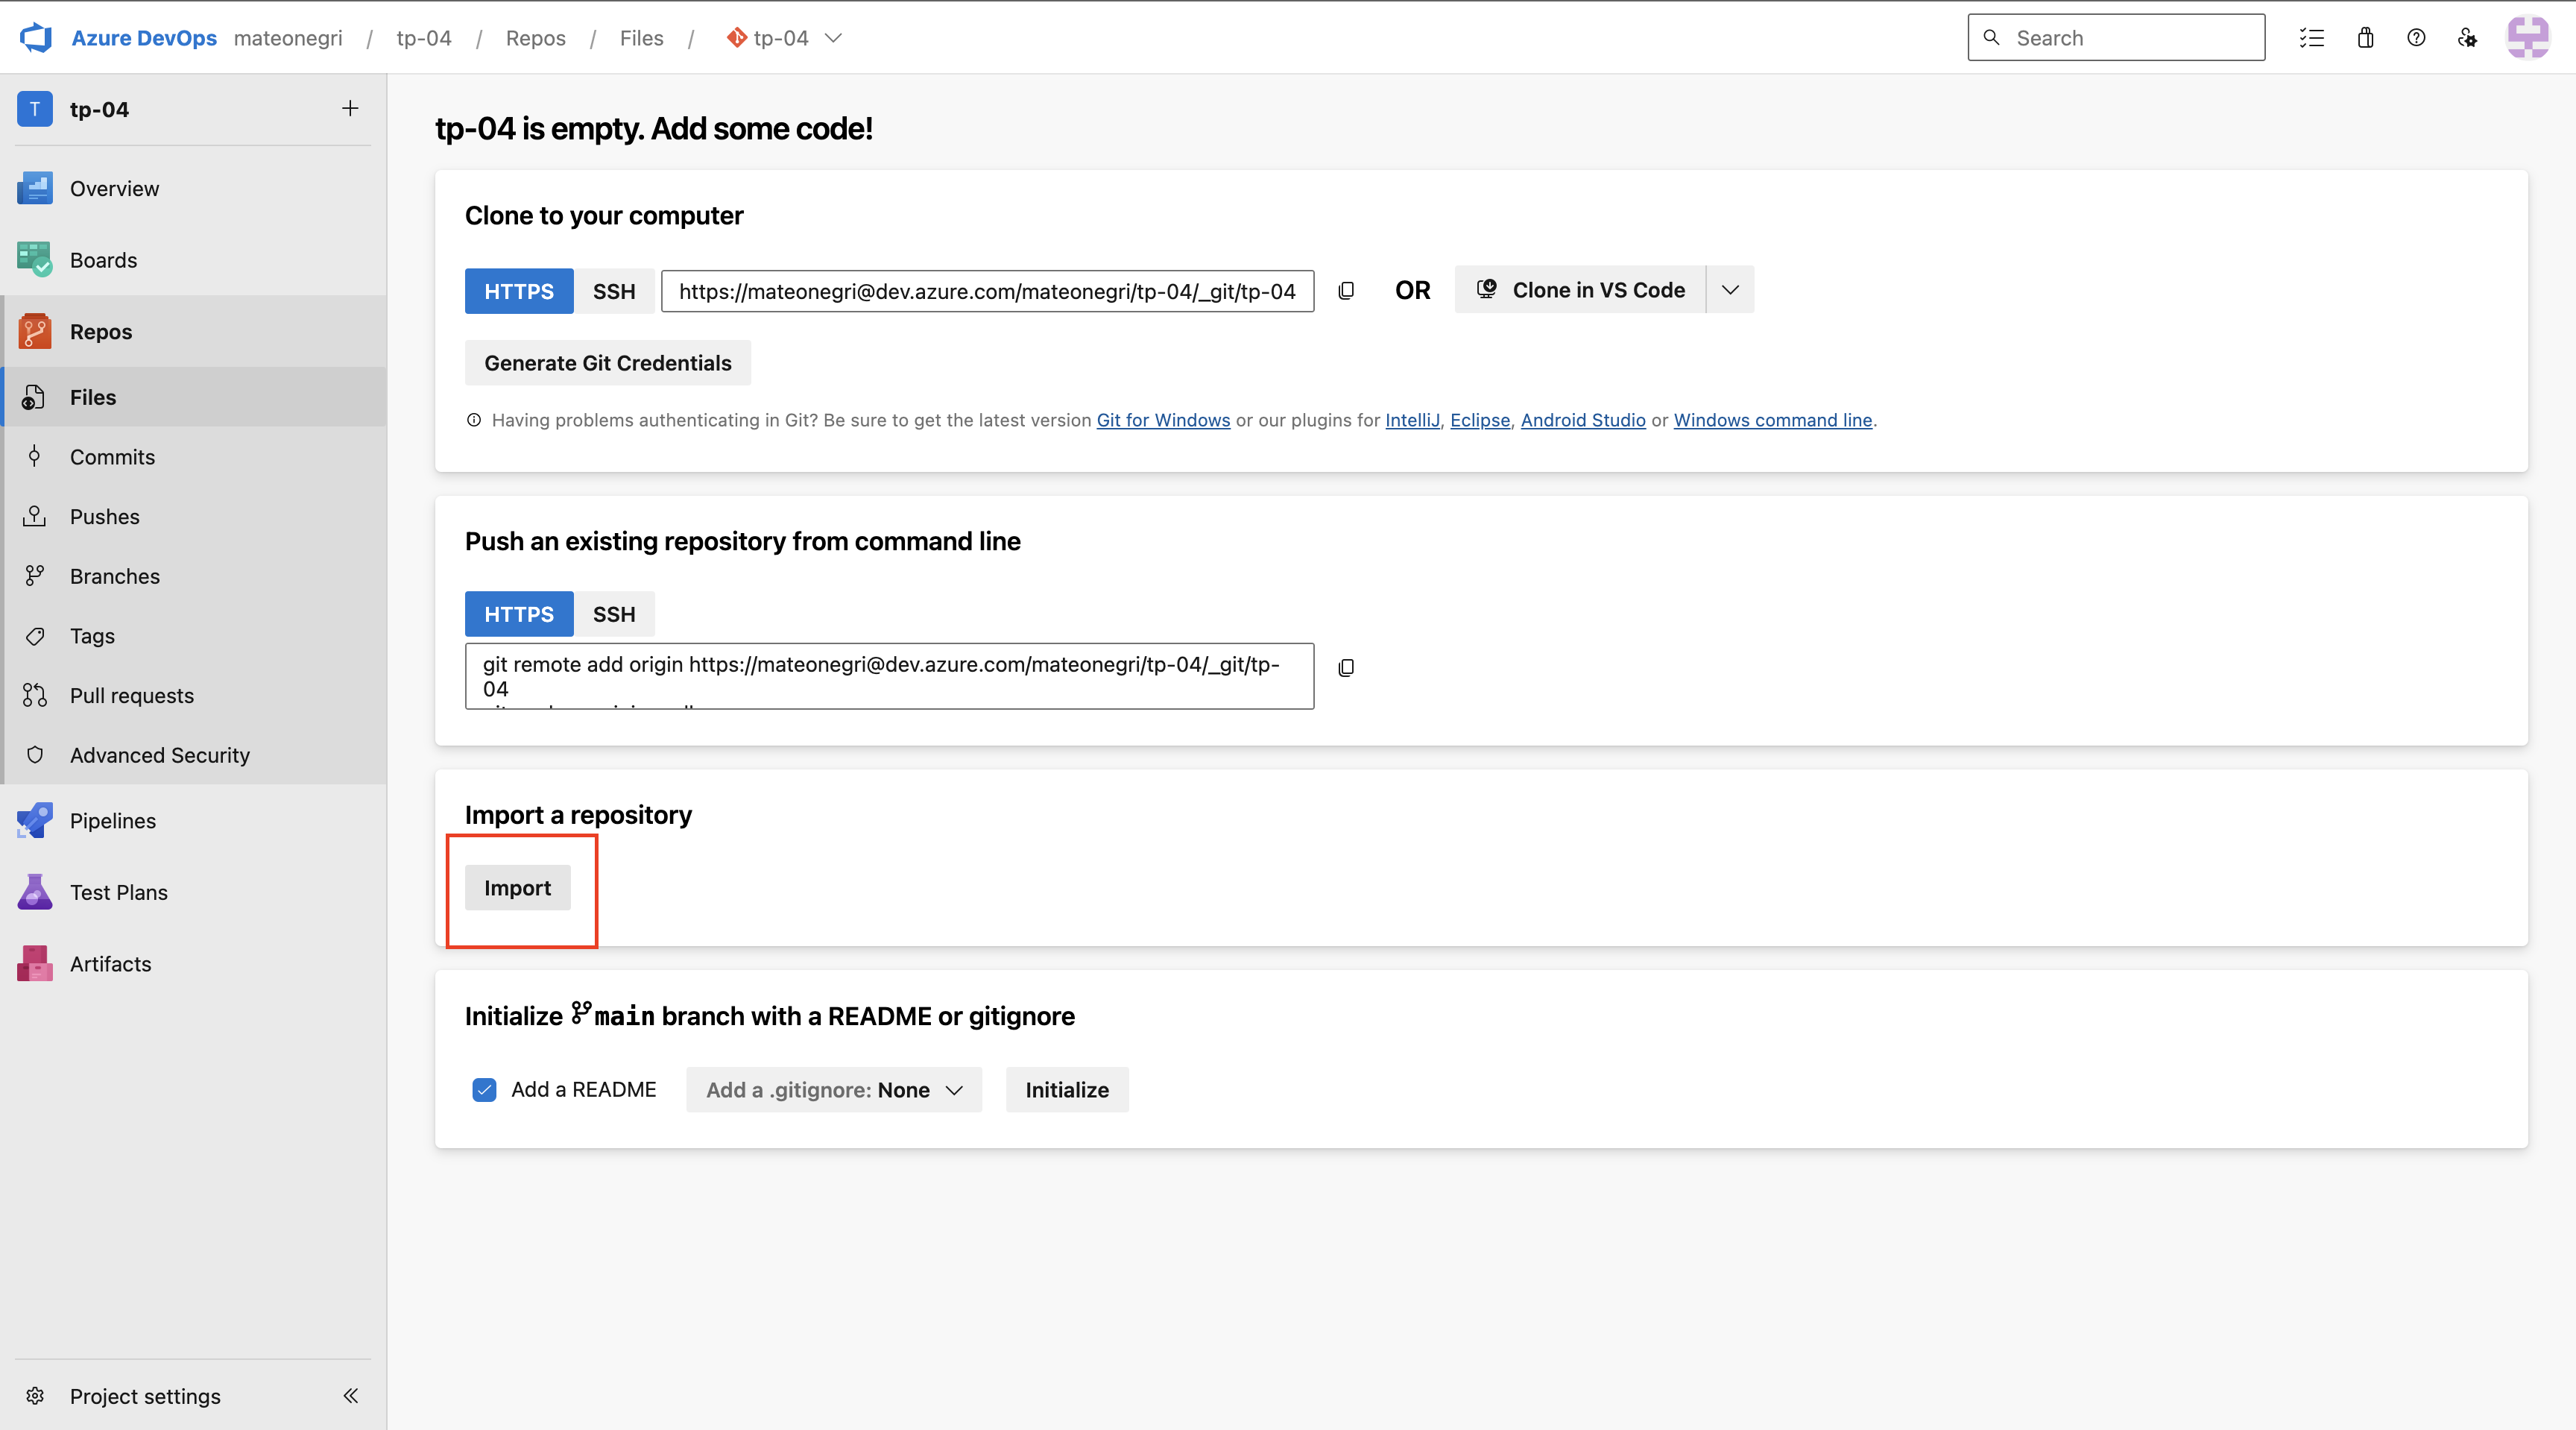 Azure DevOps mateonegri / tp-04 / Repos / Files / tp-04
Search
T tp-04
Overview
Boards
Repos
Files
Commits
Pushes
Branches
Tags
Pull requests
Advanced Security
Pipelines
Test Plans
Artifacts
Project settings
tp-04 is empty. Add some code!
Clone to your computer
HTTPS SSH https://mateonegri@dev.azure.com/mateonegri/tp-04/_git/tp-04 OR Clone in VS Code
Generate Git Credentials
Having problems authenticating in Git? Be sure to get the latest version Git for Windows or our plugins for IntelliJ, Eclipse, Android Studio or Windows command line.
Push an existing repository from command line
HTTPS SSH
git remote add origin https://mateonegri@dev.azure.com/mateonegri/tp-04/_git/tp-
04
Import a repository
Import
Initialize main branch with a README or gitignore
Add a README Add a .gitignore: None Initialize